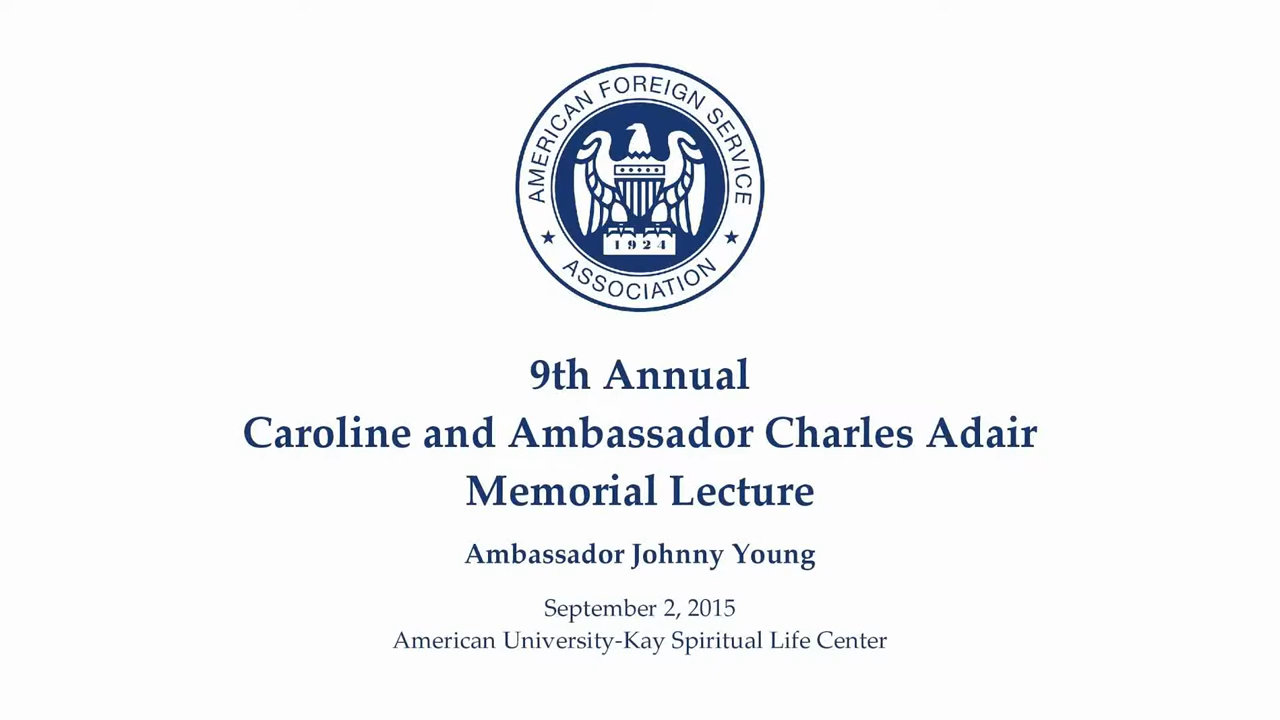 AMERICAN FOREIGN SERVICE
1924
ASSOCIATION
9th Annual
Caroline and Ambassador Charles Adair
Memorial Lecture
Ambassador Johnny Young
September 2, 2015
American University-Kay Spiritual Life Center